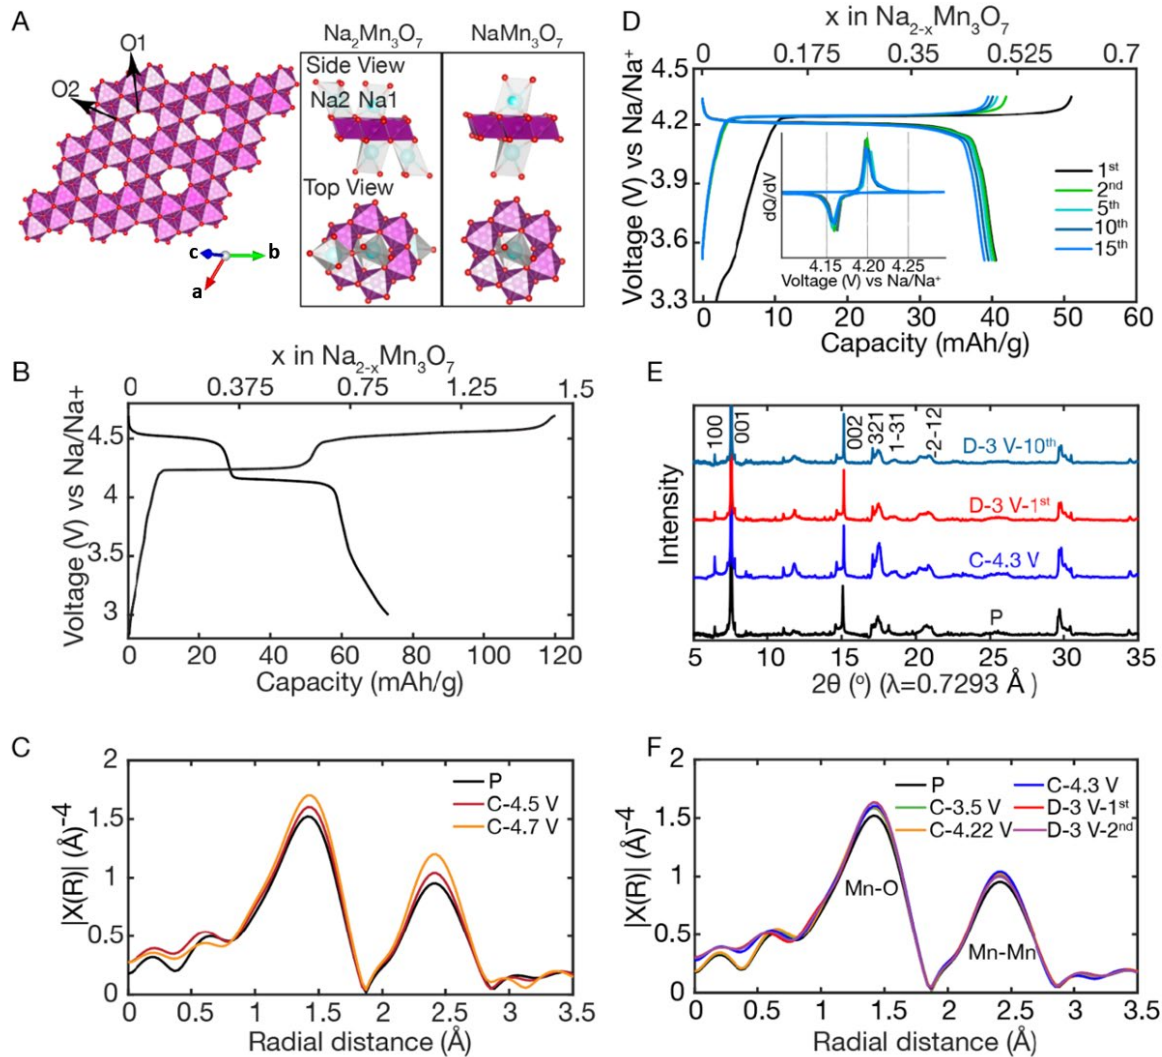 A
O1
O2
c
b
a
Na2Mn3O7
NaMn3O7
Side View
Na2 Na1
Top View
B
x in Na2-xMn3O7
0 0.375 0.75 1.25 1.5
Voltage (V) vs Na/Na+
4.5
4
3.5
3
0 20 40 60 80 100 120
Capacity (mAh/g)
C
|X(R)| (Å)-4
2
1.5
1
0.5
0
P
C-4.5 V
C-4.7 V
0 0.5 1 1.5 2 2.5 3 3.5
Radial distance (Å)
D
x in Na2-xMn3O7
0 0.175 0.35 0.525 0.7
Voltage (V) vs Na/Na+
4.5
4.2
3.9
3.6
3.3
1st
2nd
5th
10th
15th
dQ/dV
4.15 4.20 4.25
Voltage (V) vs Na/Na+
0 10 20 30 40 50 60
Capacity (mAh/g)
E
Intensity
100
001
002
321
1-31
-2-12
D-3 V-10th
D-3 V-1st
C-4.3 V
P
5 10 15 20 25 30 35
2θ (o) (λ=0.7293 Å )
F
|X(R)| (Å)-4
2
1.5
1
0.5
0
P
C-3.5 V
C-4.22 V
C-4.3 V
D-3 V-1st
D-3 V-2nd
Mn-O
Mn-Mn
0 0.5 1 1.5 2 2.5 3 3.5
Radial distance (Å)